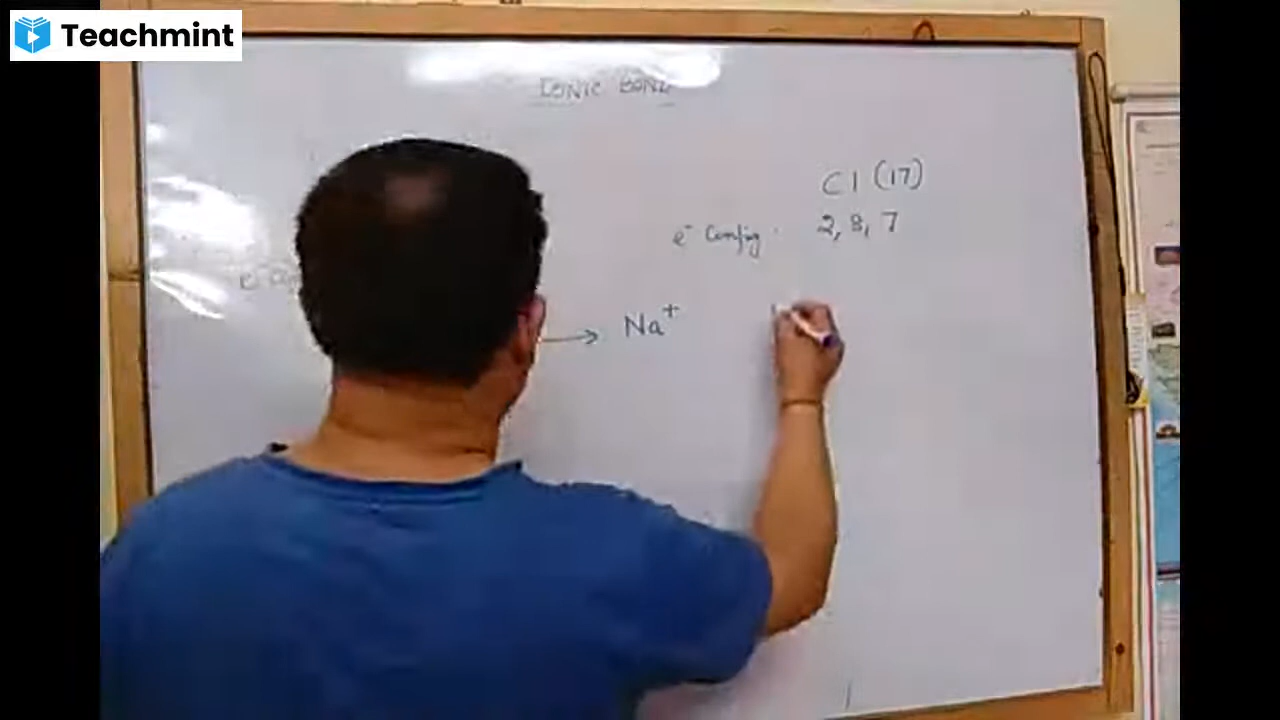 Teachmint
IONIC BOND
Cl (17)
e⁻ Config. 2, 8, 7
e⁻
→ Na⁺